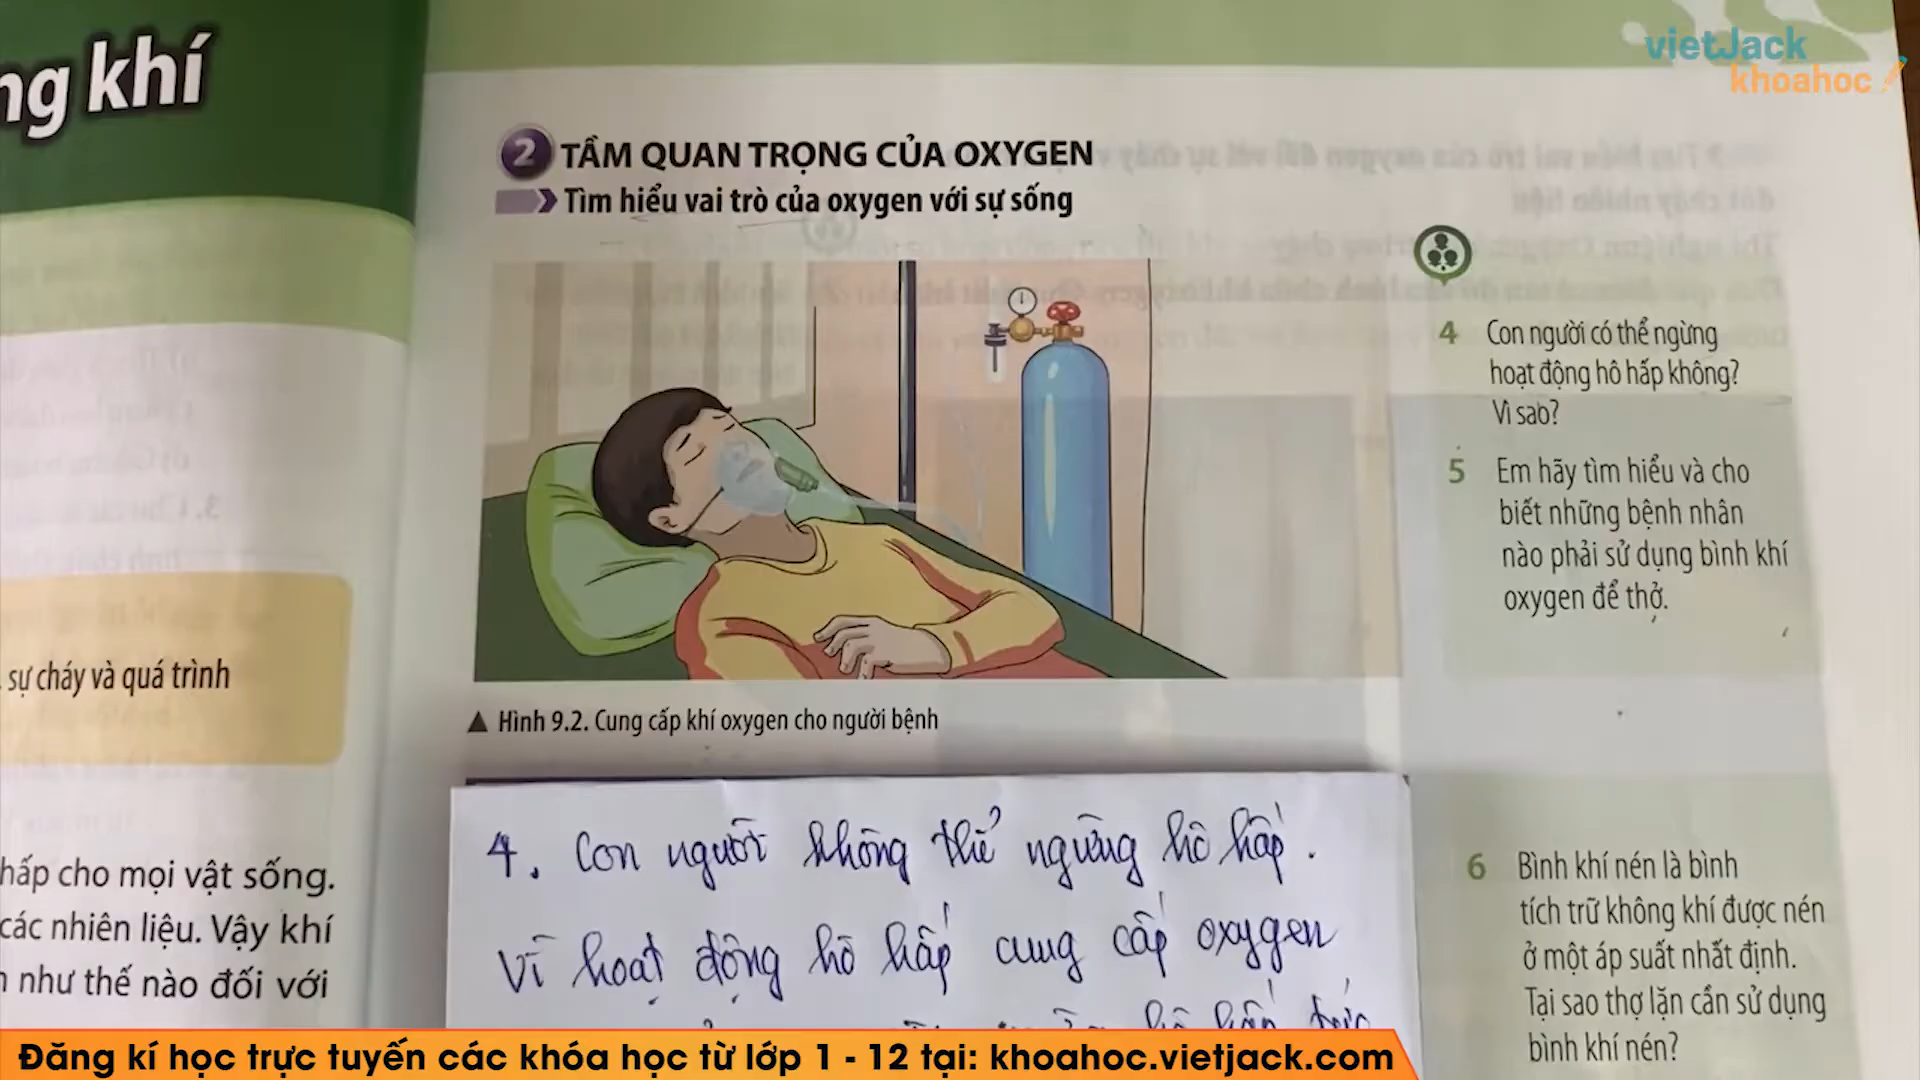 ng khí
vietJack
khoahoc
2 TẦM QUAN TRỌNG CỦA OXYGEN
Tìm hiểu vai trò của oxygen với sự sống
4 Con người có thể ngừng
hoạt động hô hấp không?
Vì sao?
5 Em hãy tìm hiểu và cho
biết những bệnh nhân
nào phải sử dụng bình khí
oxygen để thở.
sự cháy và quá trình
Hình 9.2. Cung cấp khí oxygen cho người bệnh
4. Con người không thể ngừng hô hấp.
Vì hoạt động hô hấp cung cấp oxygen
hấp cho mọi vật sống.
các nhiên liệu. Vậy khí
như thế nào đối với
6 Bình khí nén là bình
tích trữ không khí được nén
ở một áp suất nhất định.
Tại sao thợ lặn cần sử dụng
bình khí nén?
Đăng kí học trực tuyến các khóa học từ lớp 1 - 12 tại: khoahoc.vietjack.com